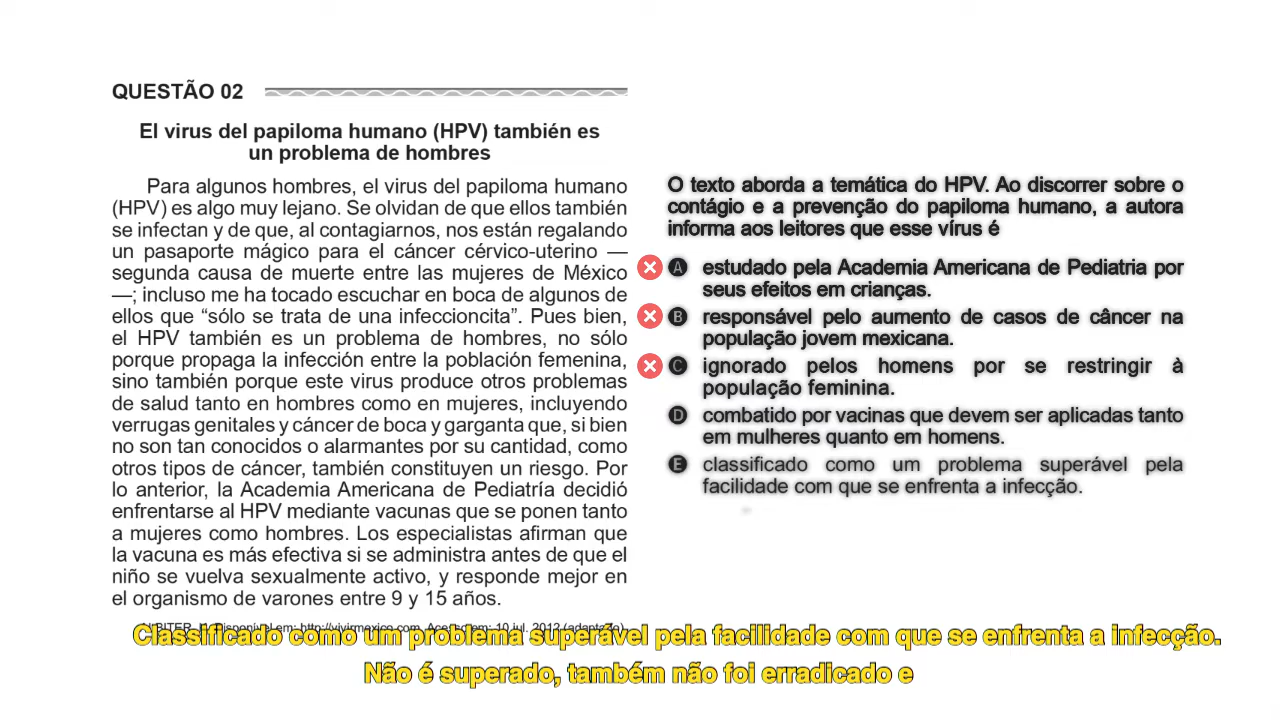 QUESTÃO 02
El virus del papiloma humano (HPV) también es
un problema de hombres
Para algunos hombres, el virus del papiloma humano
(HPV) es algo muy lejano. Se olvidan de que ellos también
se infectan y de que, al contagiarnos, nos están regalando
un pasaporte mágico para el cáncer cérvico-uterino —
segunda causa de muerte entre las mujeres de México
—; incluso me ha tocado escuchar en boca de algunos de
ellos que “sólo se trata de una infeccioncita”. Pues bien,
el HPV también es un problema de hombres, no sólo
porque propaga la infección entre la población femenina,
sino también porque este virus produce otros problemas
de salud tanto en hombres como en mujeres, incluyendo
verrugas genitales y cáncer de boca y garganta que, si bien
no son tan conocidos o alarmantes por su cantidad, como
otros tipos de cáncer, también constituyen un riesgo. Por
lo anterior, la Academia Americana de Pediatría decidió
enfrentarse al HPV mediante vacunas que se ponen tanto
a mujeres como hombres. Los especialistas afirman que
la vacuna es más efectiva si se administra antes de que el
niño se vuelva sexualmente activo, y responde mejor en
el organismo de varones entre 9 y 15 años.
Disponível em: http://vivirmexico.com. Acesso em: 10 jul. 2012 (adaptado).
O texto aborda a temática do HPV. Ao discorrer sobre o
contágio e a prevenção do papiloma humano, a autora
informa aos leitores que esse vírus é
A estudado pela Academia Americana de Pediatria por
seus efeitos em crianças.
B responsável pelo aumento de casos de câncer na
população jovem mexicana.
C ignorado pelos homens por se restringir à
população feminina.
D combatido por vacinas que devem ser aplicadas tanto
em mulheres quanto em homens.
E classificado como um problema superável pela
facilidade com que se enfrenta a infecção.
Classificado como um problema superável pela facilidade com que se enfrenta a infecção.
Não é superado, também não foi erradicado e